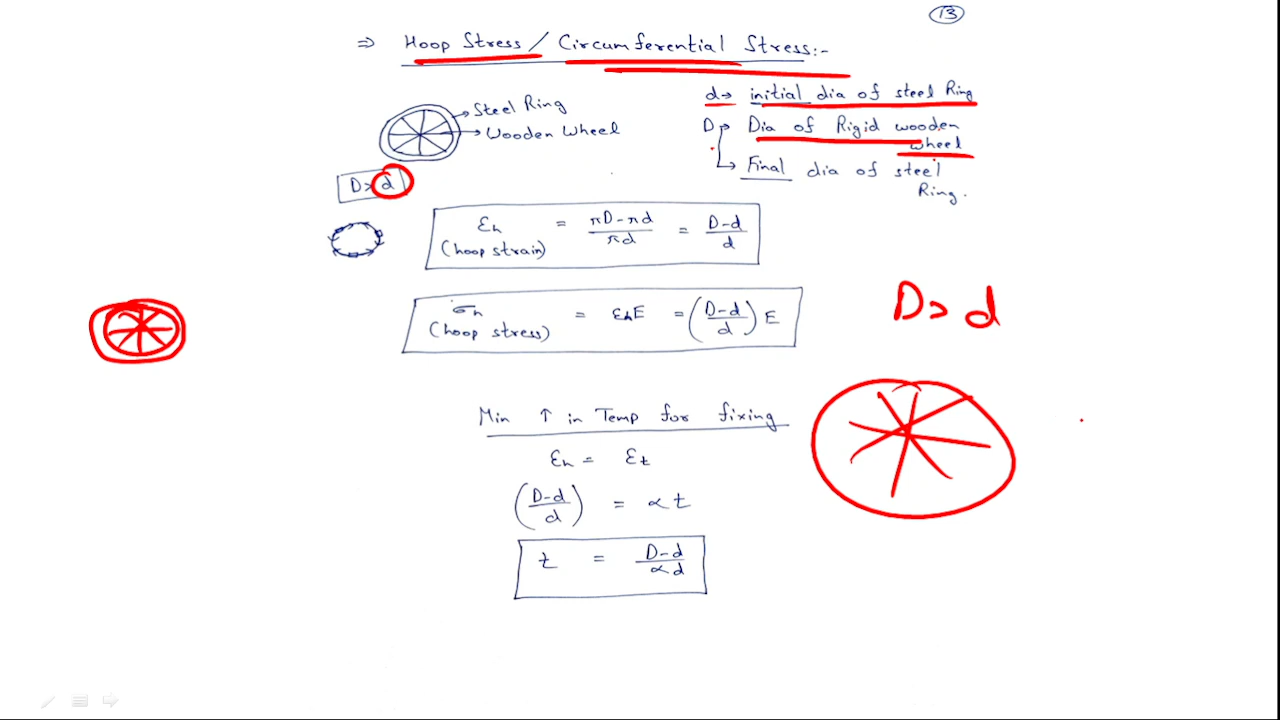 13
⇒ Hoop Stress / Circumferential Stress:-
Steel Ring
Wooden Wheel
d→ initial dia of steel Ring
D→ Dia of Rigid wooden wheel
↳ Final dia of steel Ring.
D>d
εh (hoop strain) = πD-πd/πd = D-d/d
σh (hoop stress) = εhE = (D-d/d) E
D>d
Min ↑ in Temp for fixing
εh = εt
(D-d/d) = αt
t = D-d/αd